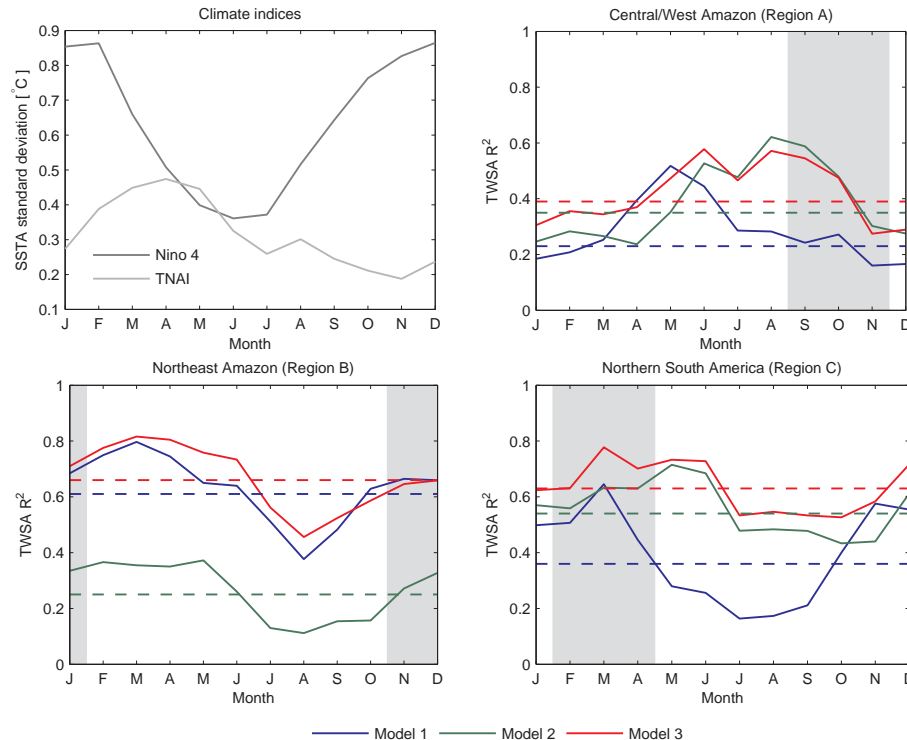 Climate indices
SSTA standard deviation [°C]
0.9
0.8
0.7
0.6
0.5
0.4
0.3
0.2
0.1
Nino 4
TNAI
J F M A M J J A S O N D
Month
Central/West Amazon (Region A)
TWSA R²
1
0.8
0.6
0.4
0.2
0
J F M A M J J A S O N D
Month
Northeast Amazon (Region B)
TWSA R²
1
0.8
0.6
0.4
0.2
0
J F M A M J J A S O N D
Month
Northern South America (Region C)
TWSA R²
1
0.8
0.6
0.4
0.2
0
J F M A M J J A S O N D
Month
Model 1 Model 2 Model 3